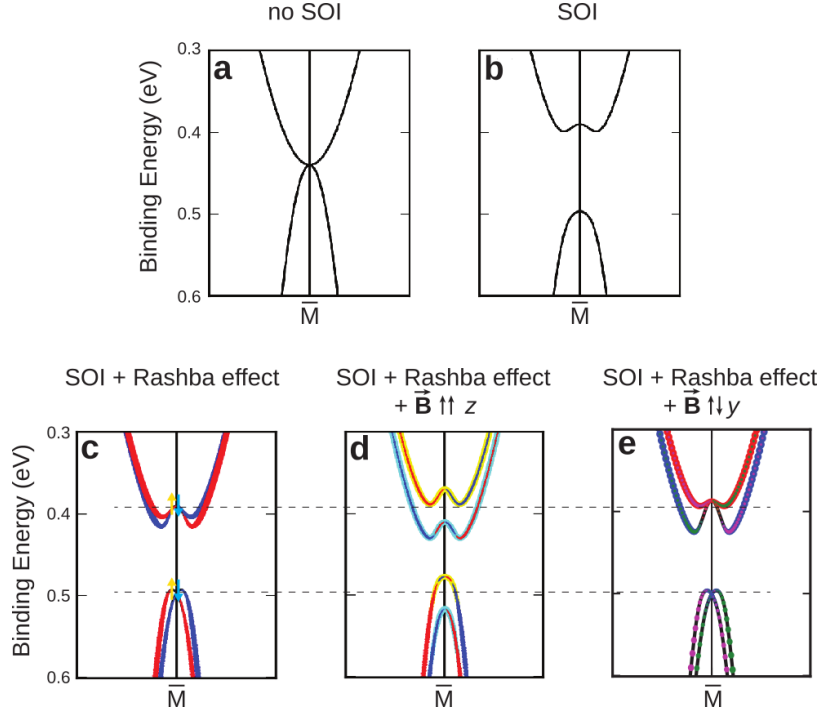 no SOI
SOI
a
b
Binding Energy (eV)
0.3
0.4
0.5
0.6
M̅
M̅
SOI + Rashba effect
SOI + Rashba effect
+ B⃗ ↑↑ z
SOI + Rashba effect
+ B⃗ ↑↓ y
c
d
e
Binding Energy (eV)
0.3
0.4
0.5
0.6
M̅
M̅
M̅